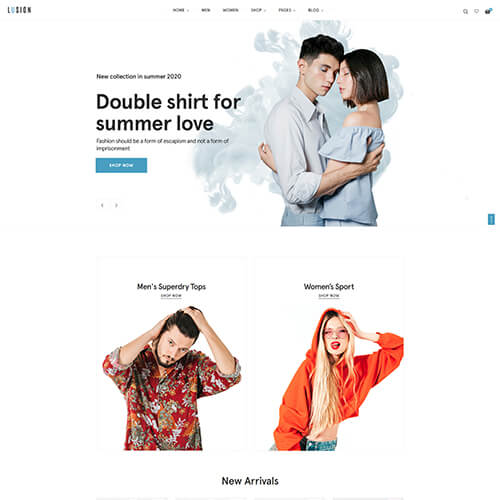 LUSION
HOME MEN WOMEN SHOP PAGES BLOG
New collection in summer 2020
Double shirt for
summer love
Fashion should be a form of escapism and not a form of
imprisonment
SHOP NOW
Men's Superdry Tops
SHOP NOW
Women's Sport
SHOP NOW
New Arrivals